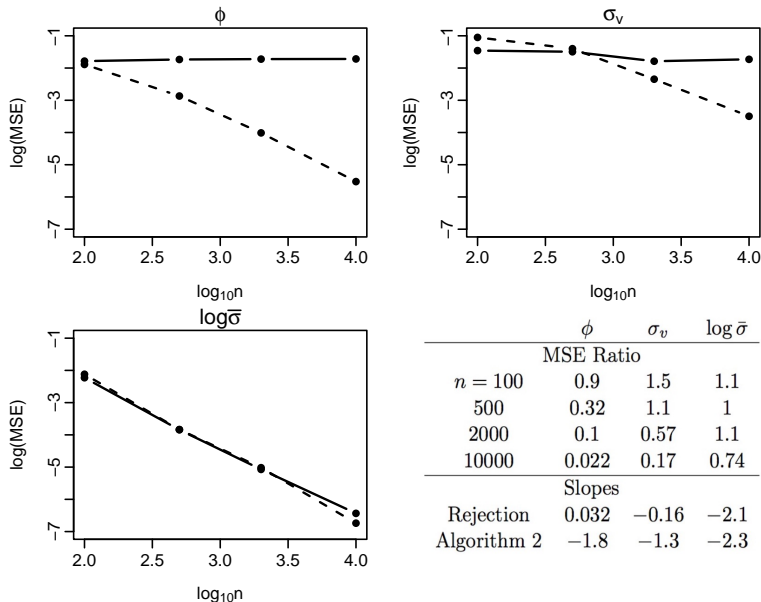 ϕ
−1
−3
−5
−7
log(MSE)
2.0 2.5 3.0 3.5 4.0
log₁₀n
σᵥ
−1
−3
−5
−7
log(MSE)
2.0 2.5 3.0 3.5 4.0
log₁₀n
logσ̅
−1
−3
−5
−7
log(MSE)
2.0 2.5 3.0 3.5 4.0
log₁₀n
ϕ σᵥ log σ̄
MSE Ratio
n = 100 0.9 1.5 1.1
500 0.32 1.1 1
2000 0.1 0.57 1.1
10000 0.022 0.17 0.74
Slopes
Rejection 0.032 −0.16 −2.1
Algorithm 2 −1.8 −1.3 −2.3